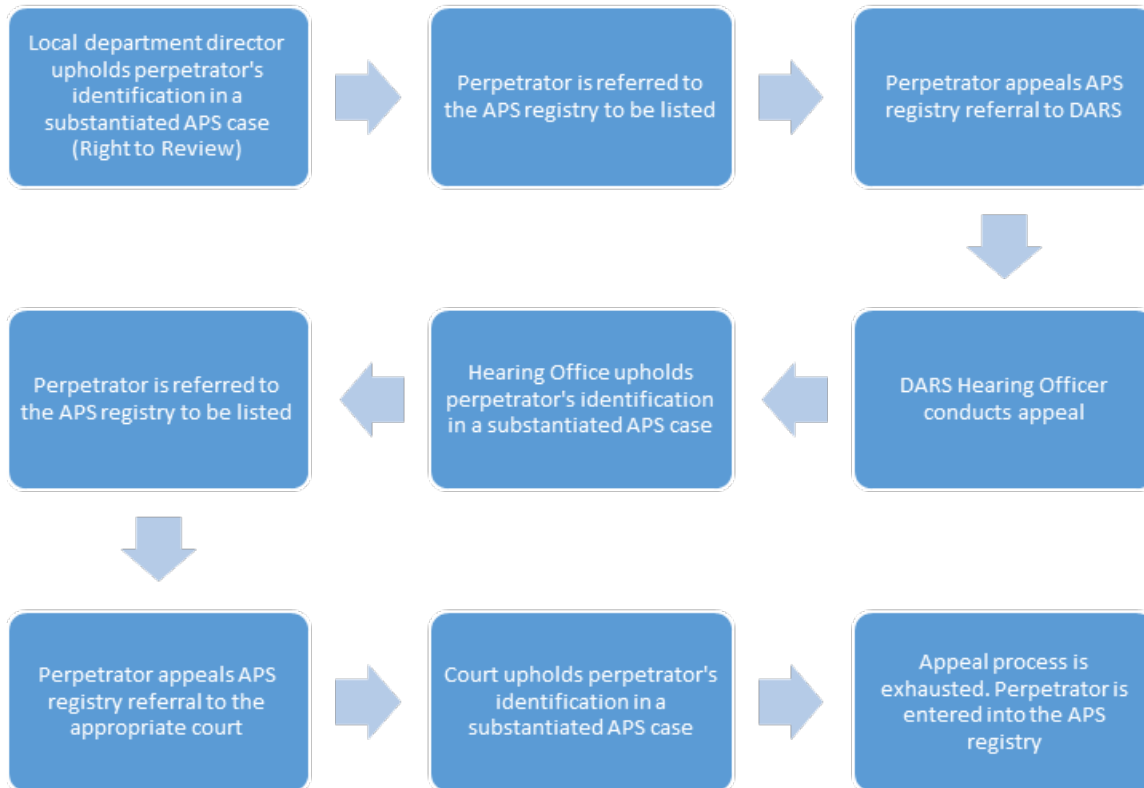 Local department director
upholds perpetrator's
identification in a
substantiated APS case
(Right to Review)
Perpetrator is referred to
the APS registry to be listed
Perpetrator appeals APS
registry referral to DARS
DARS Hearing Officer
conducts appeal
Hearing Office upholds
perpetrator's identification
in a substantiated APS case
Perpetrator is referred to
the APS registry to be listed
Perpetrator appeals APS
registry referral to the
appropriate court
Court upholds perpetrator's
identification in a
substantiated APS case
Appeal process is
exhausted. Perpetrator is
entered into the APS
registry